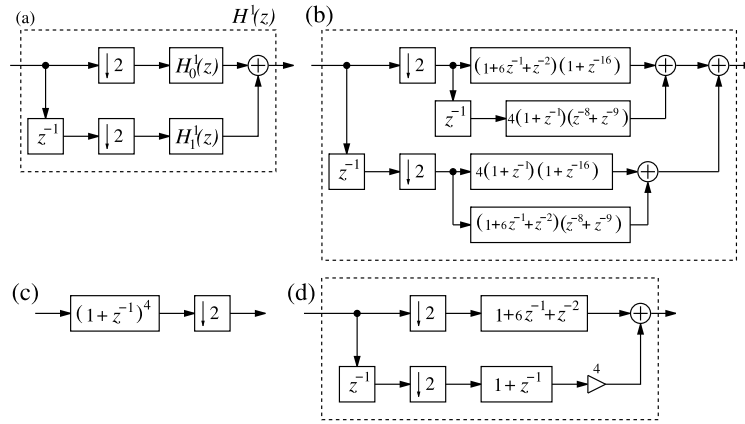 (a)
H¹(z)
↓2
H₀¹(z)
z⁻¹
↓2
H₁¹(z)
(b)
↓2
(1+6z⁻¹+z⁻²)(1+z⁻¹⁶)
z⁻¹
4(1+z⁻¹)(z⁻⁸+z⁻⁹)
z⁻¹
↓2
4(1+z⁻¹)(1+z⁻¹⁶)
(1+6z⁻¹+z⁻²)(z⁻⁸+z⁻⁹)
(c)
(1+z⁻¹)⁴
↓2
(d)
↓2
1+6z⁻¹+z⁻²
z⁻¹
↓2
1+z⁻¹
4